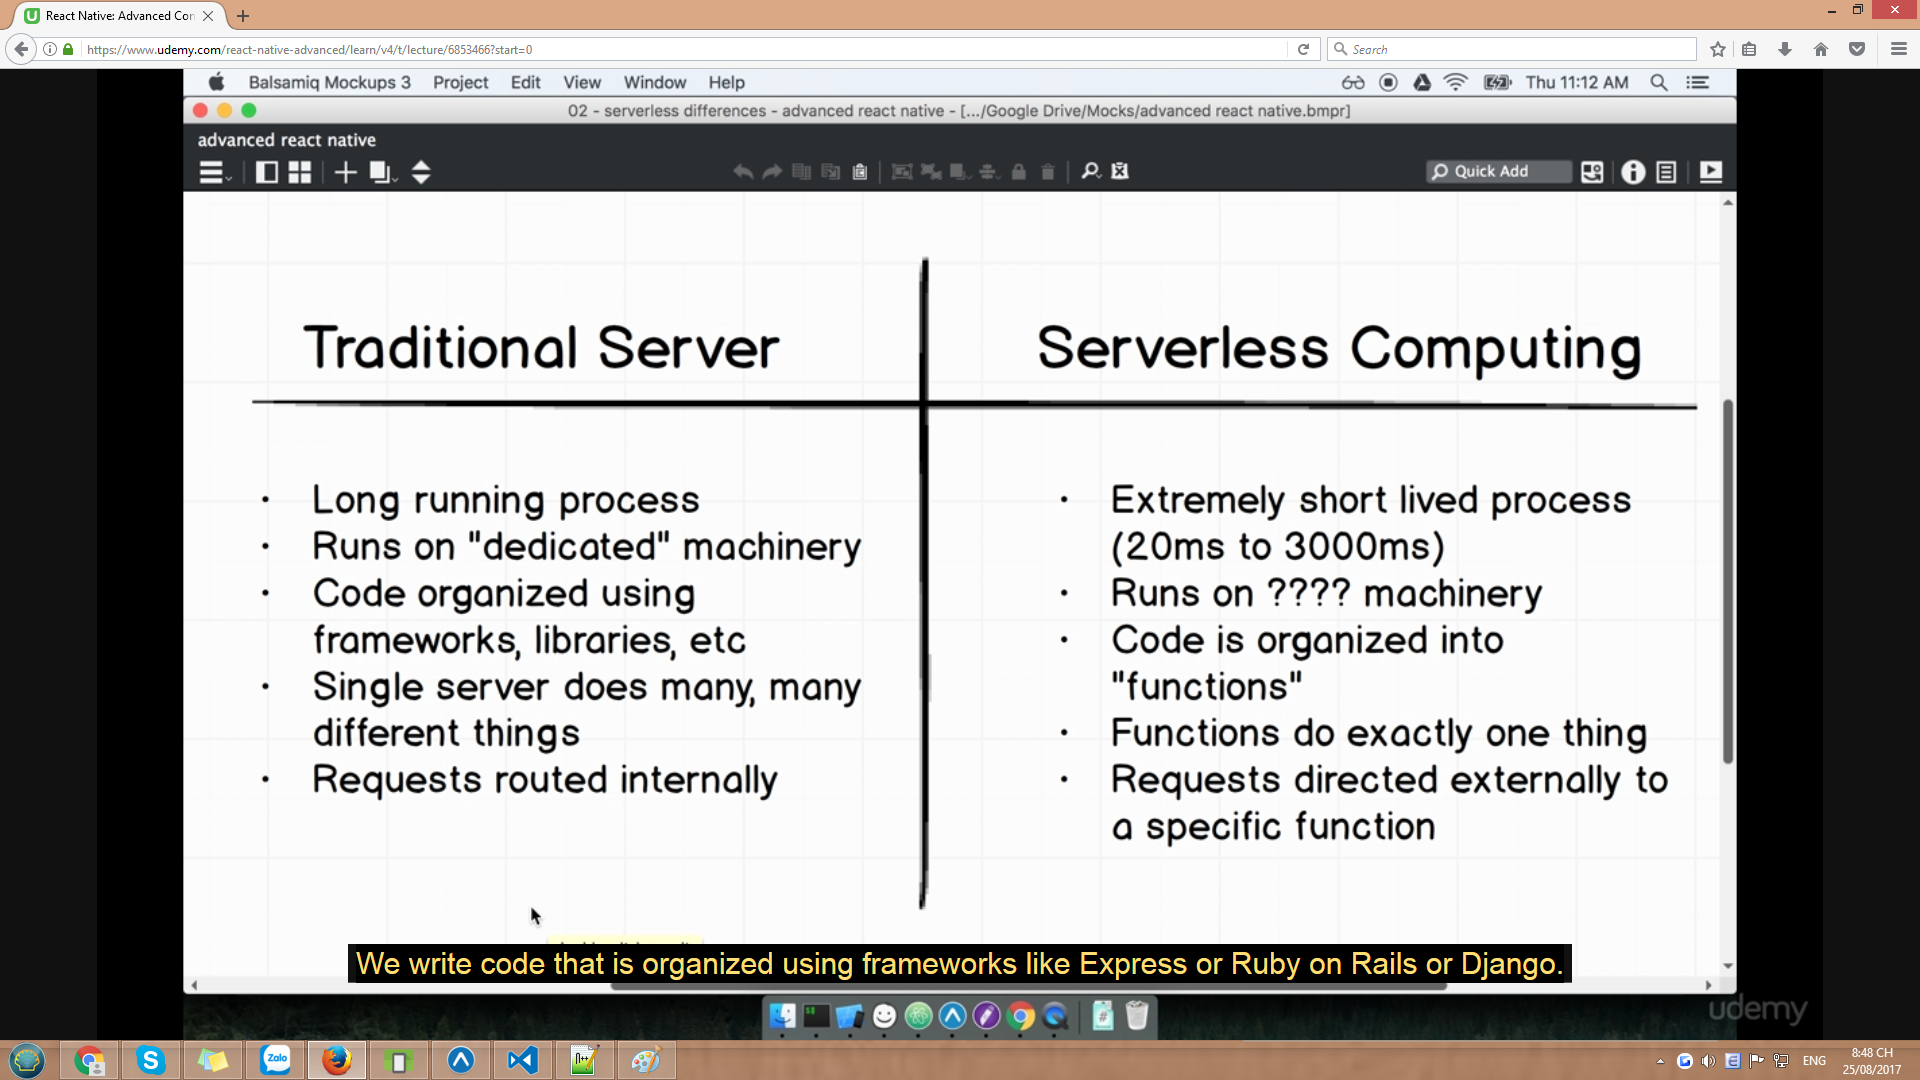 React Native: Advanced Con
https://www.udemy.com/react-native-advanced/learn/v4/t/lecture/6853466?start=0
Search
Balsamiq Mockups 3 Project Edit View Window Help
Thu 11:12 AM
02 - serverless differences - advanced react native - [.../Google Drive/Mocks/advanced react native.bmpr]
advanced react native
Quick Add
Traditional Server
Serverless Computing
• Long running process
• Runs on "dedicated" machinery
• Code organized using
frameworks, libraries, etc
• Single server does many, many
different things
• Requests routed internally
• Extremely short lived process
(20ms to 3000ms)
• Runs on ???? machinery
• Code is organized into
"functions"
• Functions do exactly one thing
• Requests directed externally to
a specific function
We write code that is organized using frameworks like Express or Ruby on Rails or Django.
udemy
Zalo
ENG
8:48 CH
25/08/2017